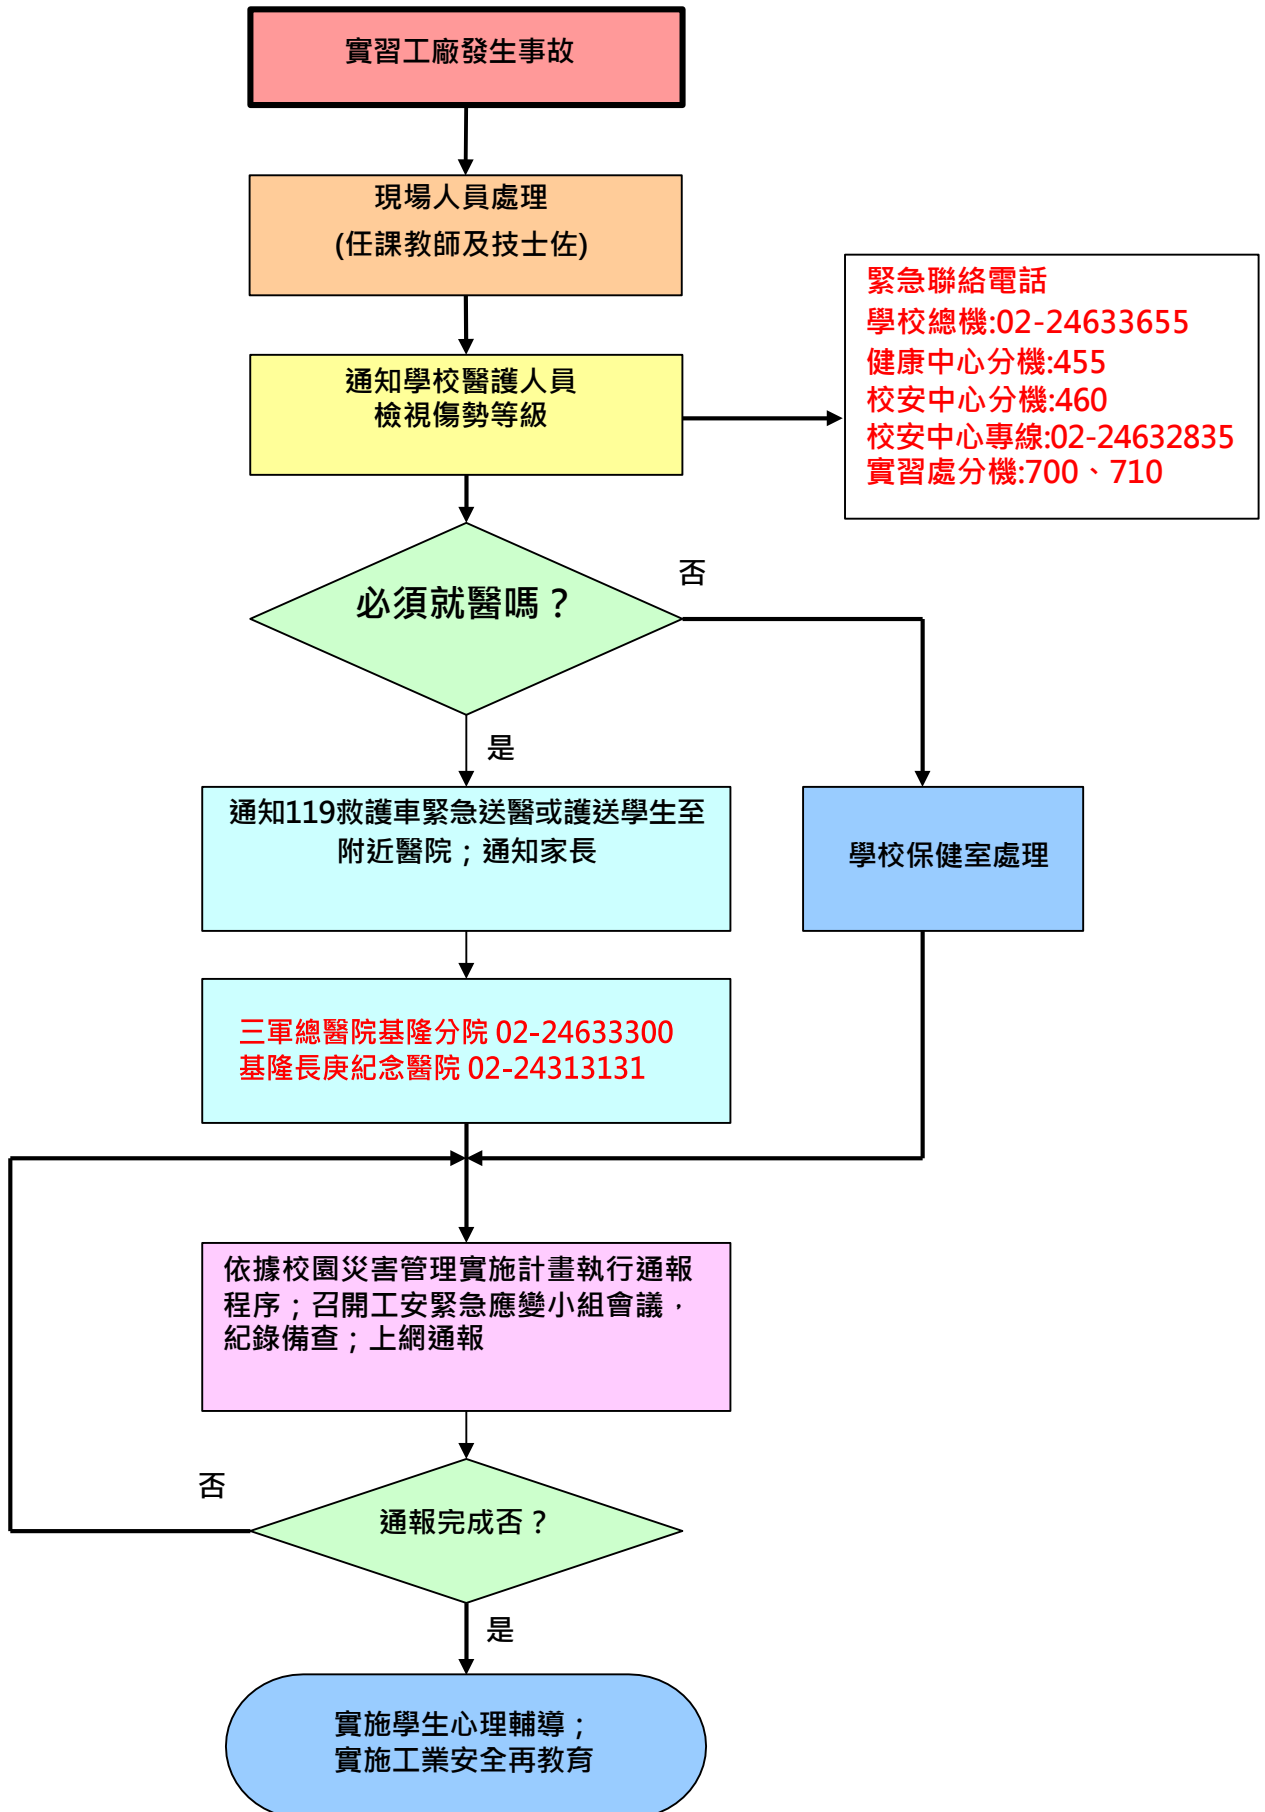 實習工廠發生事故
現場人員處理
(任課教師及技士佐)
緊急聯絡電話
學校總機:02-24633655
健康中心分機:455
校安中心分機:460
校安中心專線:02-24632835
實習處分機:700、710
通知學校醫護人員
檢視傷勢等級
必須就醫嗎？
否
是
通知119救護車緊急送醫或護送學生至
附近醫院；通知家長
學校保健室處理
三軍總醫院基隆分院 02-24633300
基隆長庚紀念醫院 02-24313131
依據校園災害管理實施計畫執行通報
程序；召開工安緊急應變小組會議，
紀錄備查；上網通報
否
通報完成否？
是
實施學生心理輔導；
實施工業安全再教育